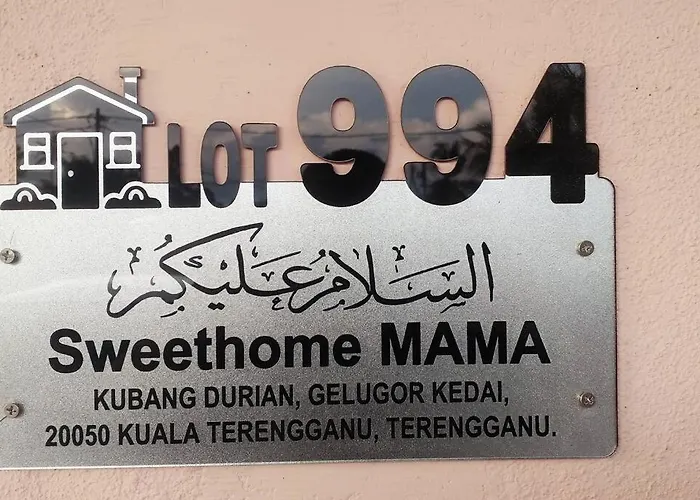 LOT 994
السلام عليكم
Sweethome MAMA
KUBANG DURIAN, GELUGOR KEDAI,
20050 KUALA TERENGGANU, TERENGGANU.